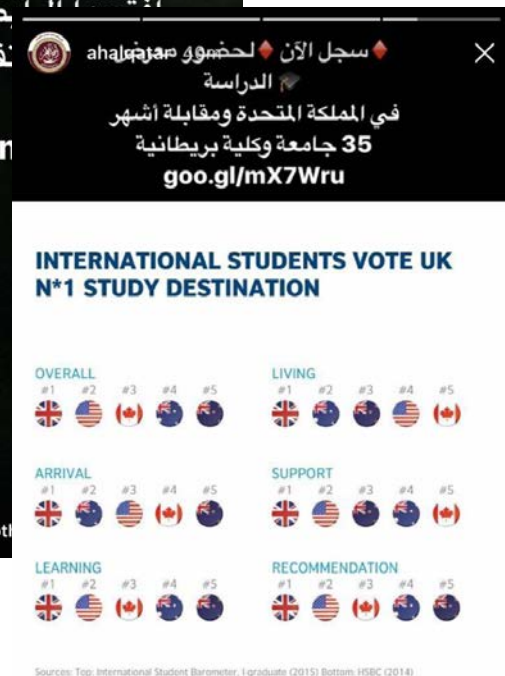 ahalqatar 40m
♦ سجل الآن ♦ لحضور معرض
🎓 الدراسة
في المملكة المتحدة ومقابلة أشهر
35 جامعة وكلية بريطانية
goo.gl/mX7Wru
INTERNATIONAL STUDENTS VOTE UK
N*1 STUDY DESTINATION
OVERALL
#1 #2 #3 #4 #5
LIVING
#1 #2 #3 #4 #5
ARRIVAL
#1 #2 #3 #4 #5
SUPPORT
#1 #2 #3 #4 #5
LEARNING
#1 #2 #3 #4 #5
RECOMMENDATION
#1 #2 #3 #4 #5
Sources: Top: International Student Barometer, I-graduate (2015) Bottom: HSBC (2014)